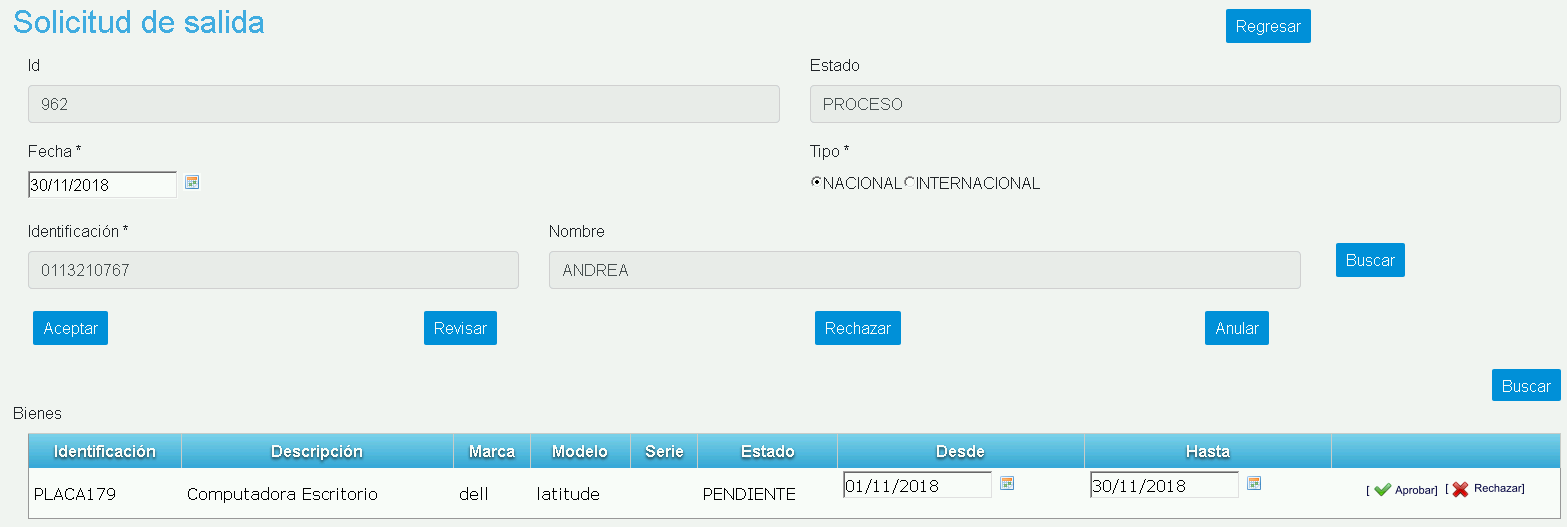 Solicitud de salida Regresar
Id Estado
962 PROCESO
Fecha * Tipo *
30/11/2018 NACIONAL INTERNACIONAL
Identificación * Nombre
0113210767 ANDREA Buscar
Aceptar Revisar Rechazar Anular
Buscar
Bienes
Identificación Descripción Marca Modelo Serie Estado Desde Hasta
PLACA179 Computadora Escritorio dell latitude PENDIENTE 01/11/2018 30/11/2018 [ Aprobar] [ Rechazar]